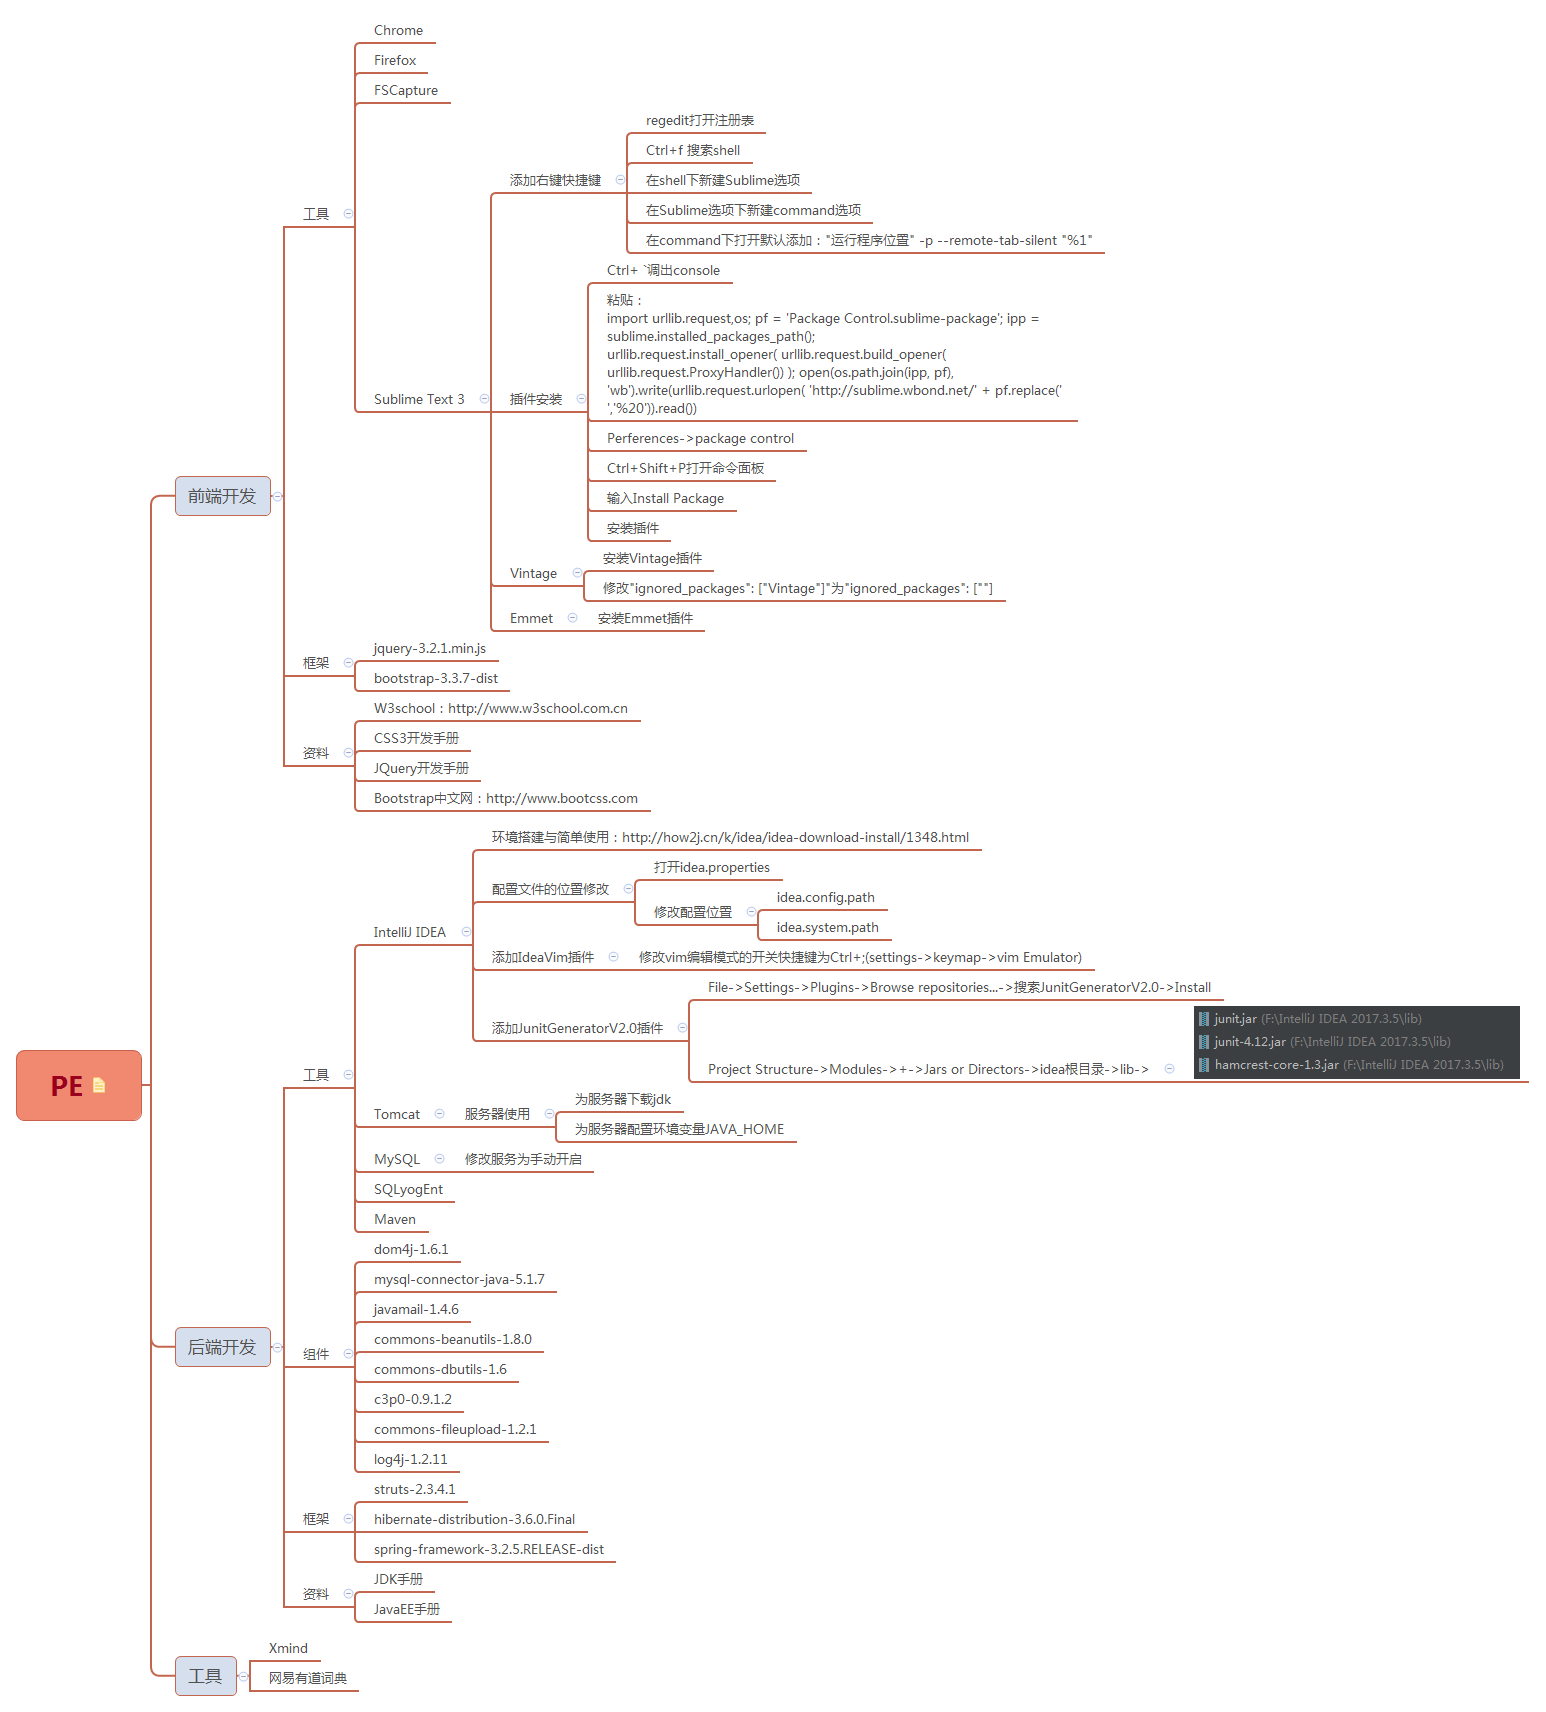 PE
前端开发
工具
Chrome
Firefox
FSCapture
Sublime Text 3
添加右键快捷键
regedit打开注册表
Ctrl+f 搜索shell
在shell下新建Sublime选项
在Sublime选项下新建command选项
在command下打开默认添加："运行程序位置" -p --remote-tab-silent "%1"
插件安装
Ctrl+ `调出console
粘贴：
import urllib.request,os; pf = 'Package Control.sublime-package'; ipp =
sublime.installed_packages_path();
urllib.request.install_opener( urllib.request.build_opener(
urllib.request.ProxyHandler()) ); open(os.path.join(ipp, pf),
'wb').write(urllib.request.urlopen( 'http://sublime.wbond.net/' + pf.replace('
','%20')).read())
Perferences->package control
Ctrl+Shift+P打开命令面板
输入Install Package
安装插件
Vintage
安装Vintage插件
修改"ignored_packages": ["Vintage"]"为"ignored_packages": [""]
Emmet
安装Emmet插件
框架
jquery-3.2.1.min.js
bootstrap-3.3.7-dist
资料
W3school：http://www.w3school.com.cn
CSS3开发手册
JQuery开发手册
Bootstrap中文网：http://www.bootcss.com
后端开发
工具
IntelliJ IDEA
环境搭建与简单使用：http://how2j.cn/k/idea/idea-download-install/1348.html
配置文件的位置修改
打开idea.properties
修改配置位置
idea.config.path
idea.system.path
添加IdeaVim插件
修改vim编辑模式的开关快捷键为Ctrl+;(settings->keymap->vim Emulator)
添加JunitGeneratorV2.0插件
File->Settings->Plugins->Browse repositories...->搜索JunitGeneratorV2.0->Install
Project Structure->Modules->+->Jars or Directors->idea根目录->lib->
junit.jar (F:\IntelliJ IDEA 2017.3.5\lib)
junit-4.12.jar (F:\IntelliJ IDEA 2017.3.5\lib)
hamcrest-core-1.3.jar (F:\IntelliJ IDEA 2017.3.5\lib)
Tomcat
服务器使用
为服务器下载jdk
为服务器配置环境变量JAVA_HOME
MySQL
修改服务为手动开启
SQLyogEnt
Maven
组件
dom4j-1.6.1
mysql-connector-java-5.1.7
javamail-1.4.6
commons-beanutils-1.8.0
commons-dbutils-1.6
c3p0-0.9.1.2
commons-fileupload-1.2.1
log4j-1.2.11
框架
struts-2.3.4.1
hibernate-distribution-3.6.0.Final
spring-framework-3.2.5.RELEASE-dist
资料
JDK手册
JavaEE手册
工具
Xmind
网易有道词典